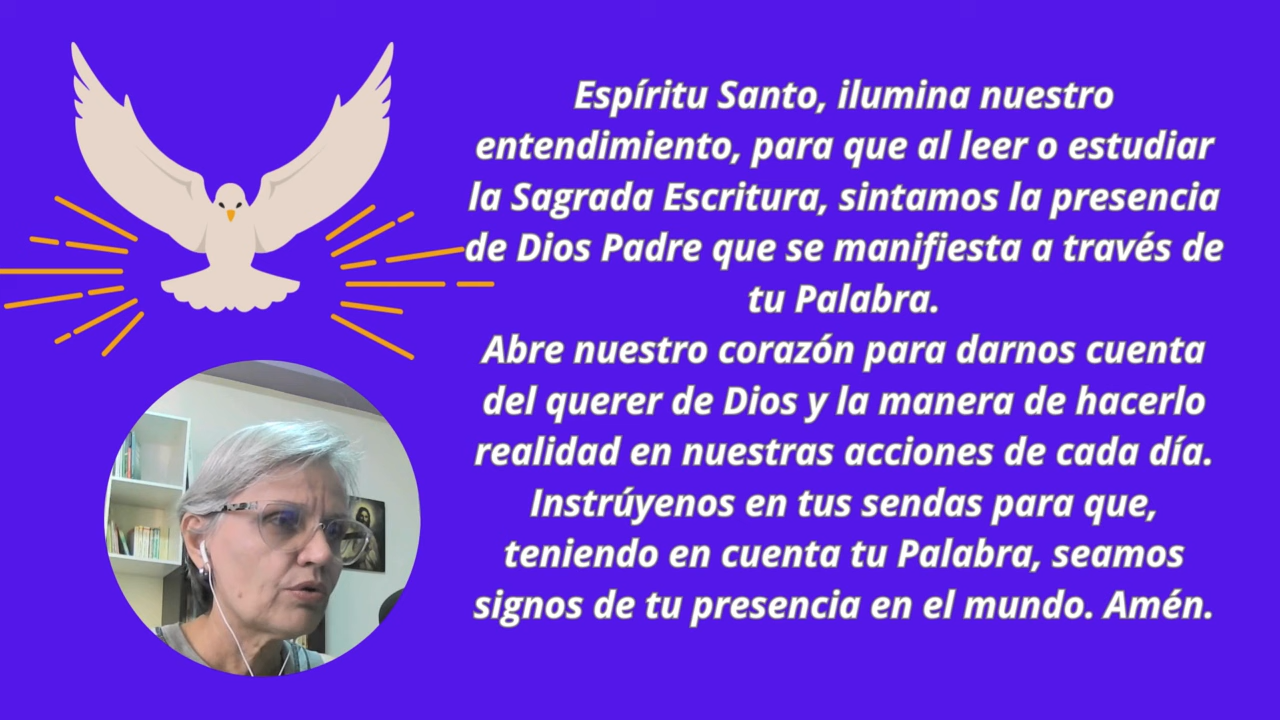 Espíritu Santo, ilumina nuestro
entendimiento, para que al leer o estudiar
la Sagrada Escritura, sintamos la presencia
de Dios Padre que se manifiesta a través de
tu Palabra.
Abre nuestro corazón para darnos cuenta
del querer de Dios y la manera de hacerlo
realidad en nuestras acciones de cada día.
Instrúyenos en tus sendas para que,
teniendo en cuenta tu Palabra, seamos
signos de tu presencia en el mundo. Amén.